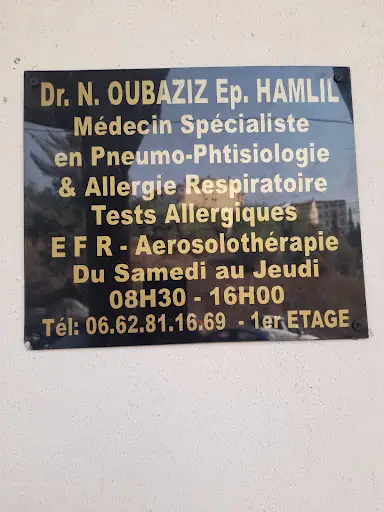 Dr. N. OUBAZIZ Ep. HAMLIL
Médecin Spécialiste
en Pneumo-Phtisiologie
& Allergie Respiratoire
Tests Allergiques
E F R - Aerosolothérapie
Du Samedi au Jeudi
08H30 - 16H00
Tél: 06.62.81.16.69 - 1er ETAGE